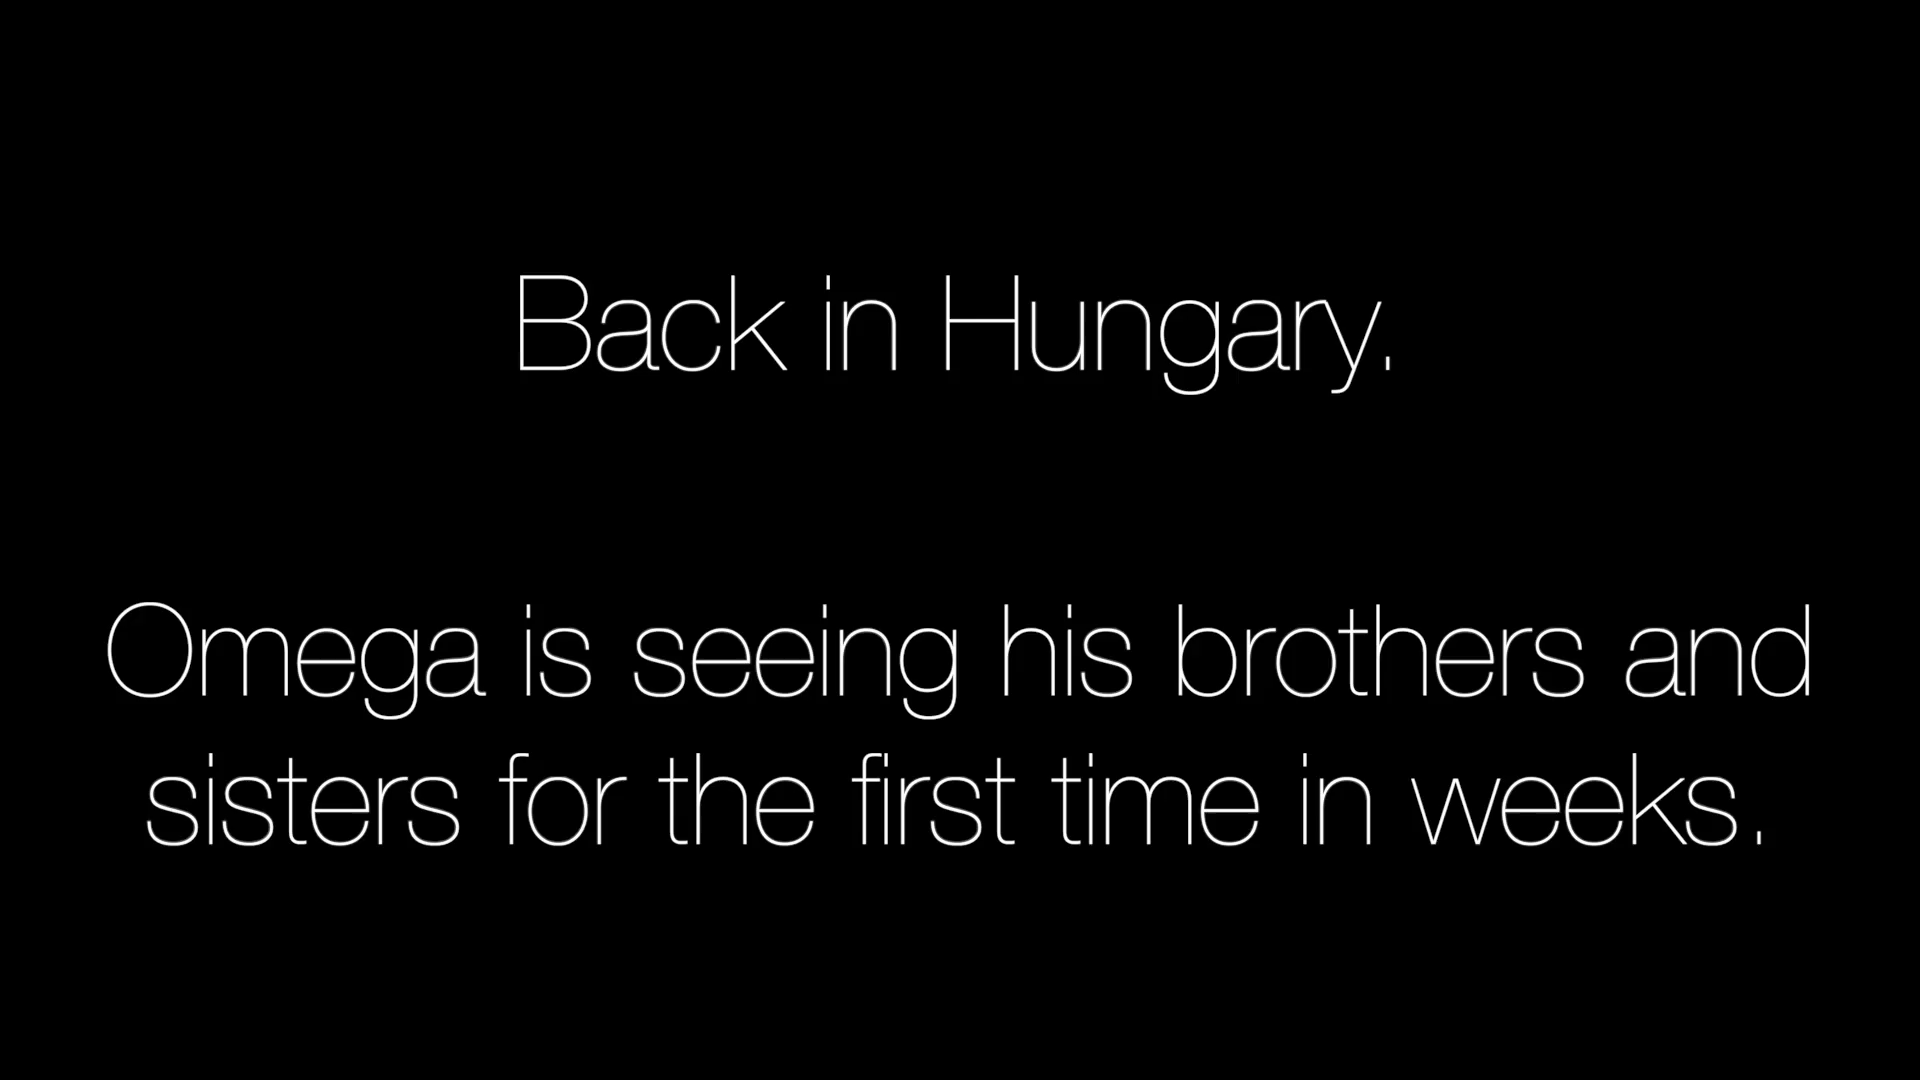 Back in Hungary.
Omega is seeing his brothers and
sisters for the first time in weeks.